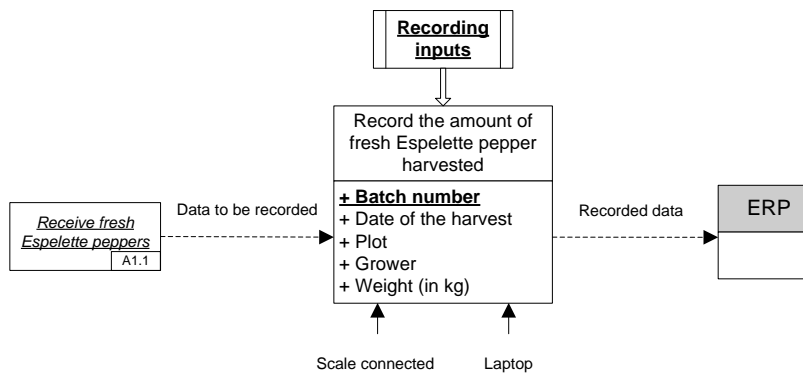 Recording
inputs
Record the amount of
fresh Espelette pepper
harvested
+ Batch number
+ Date of the harvest
+ Plot
+ Grower
+ Weight (in kg)
Receive fresh
Espelette peppers
A1.1
Data to be recorded
Recorded data
ERP
Scale connected
Laptop